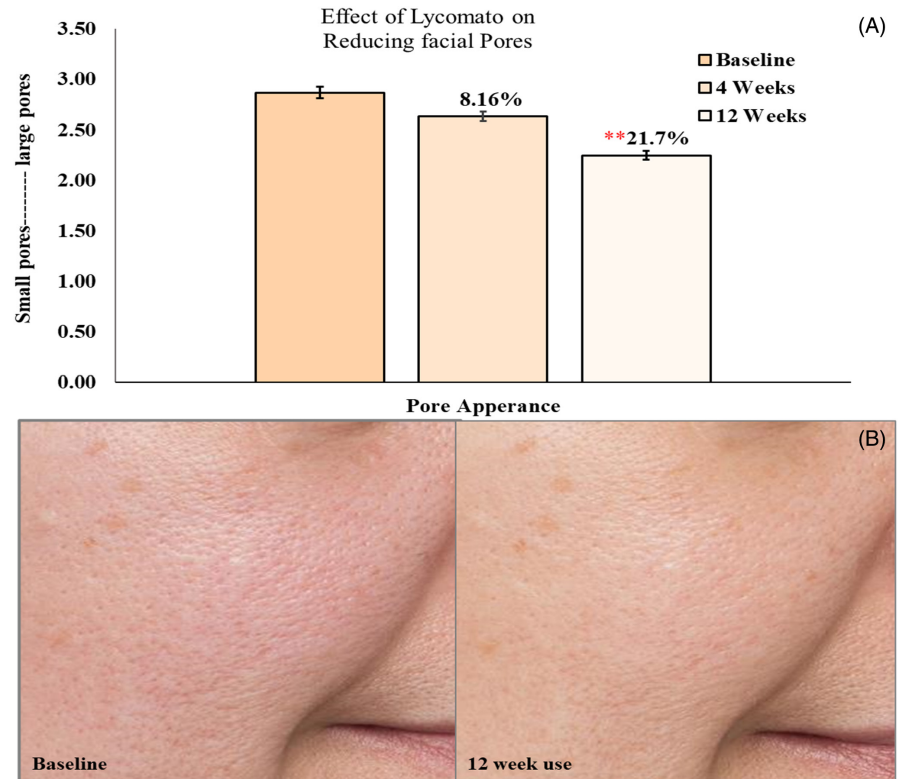 Effect of Lycomato on
Reducing facial Pores
(A)
Baseline
4 Weeks
12 Weeks
Small pores-------- large pores
3.50
3.00
2.50
2.00
1.50
1.00
0.50
0.00
8.16%
**21.7%
Pore Apperance
(B)
Baseline
12 week use